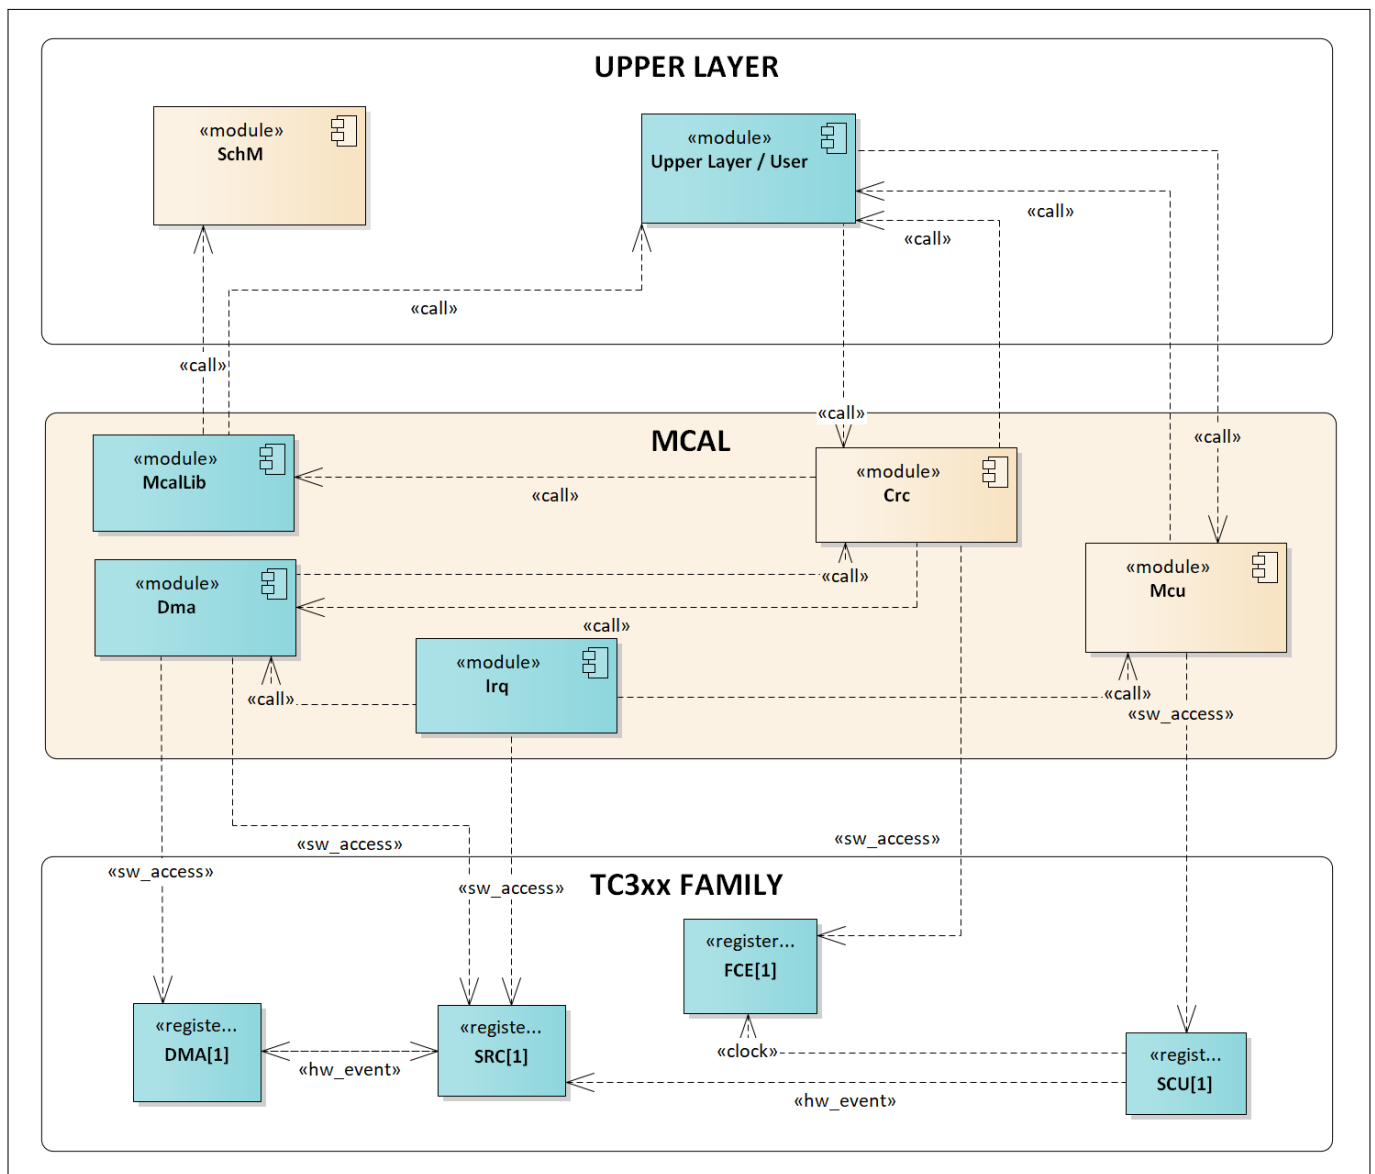 UPPER LAYER
«module»
SchM
«module»
Upper Layer / User
«call»
«call»
«call»
«call»
«call»
«call»
MCAL
«module»
McalLib
«call»
«module»
Crc
«module»
Dma
«call»
«call»
«module»
Mcu
«module»
Irq
«call»
«call»
«sw_access»
«sw_access»
«sw_access»
«sw_access»
«sw_access»
TC3xx FAMILY
«register...
FCE[1]
«registe...
DMA[1]
«registe...
SRC[1]
«hw_event»
«clock»
«regist...
SCU[1]
«hw_event»